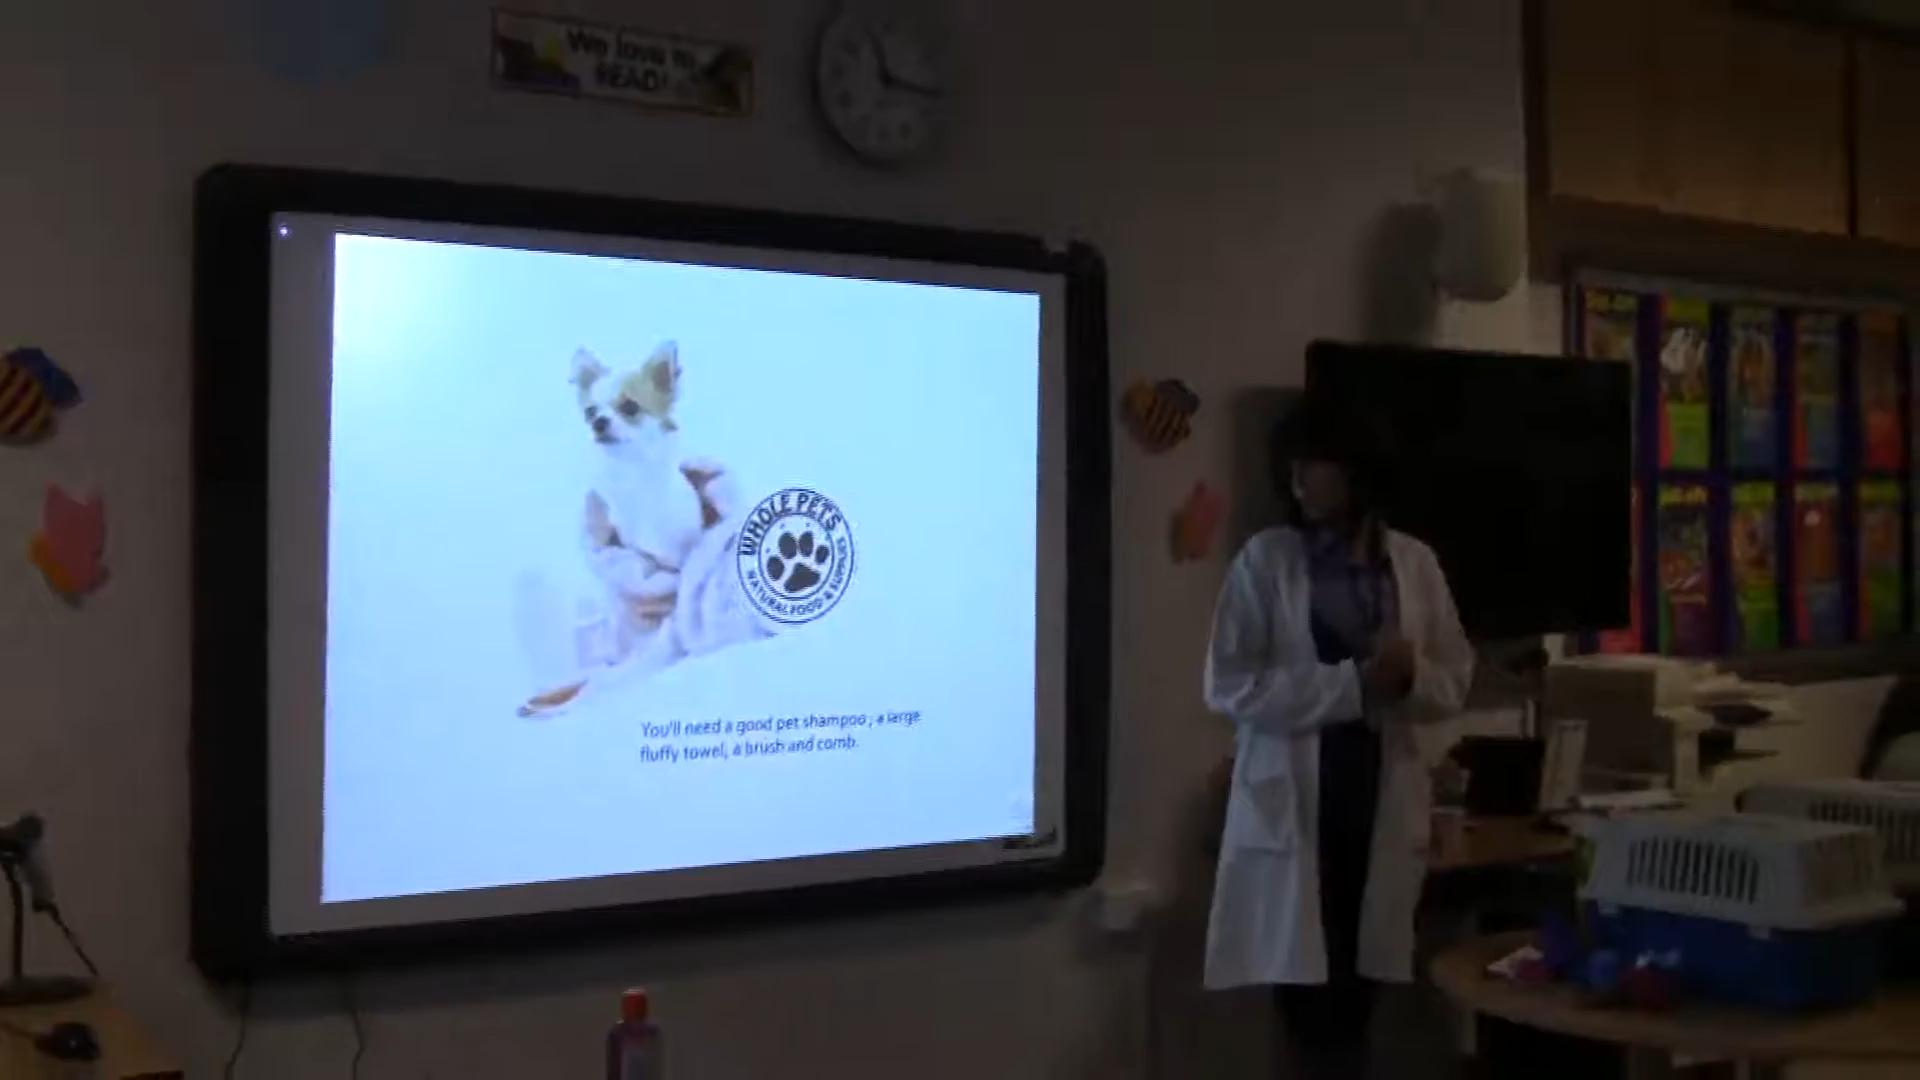 We love to
READ!
WHOLE PETS
NATURAL FOOD & SUPPLIES
You'll need a good pet shampoo, a large
fluffy towel, a brush and comb.